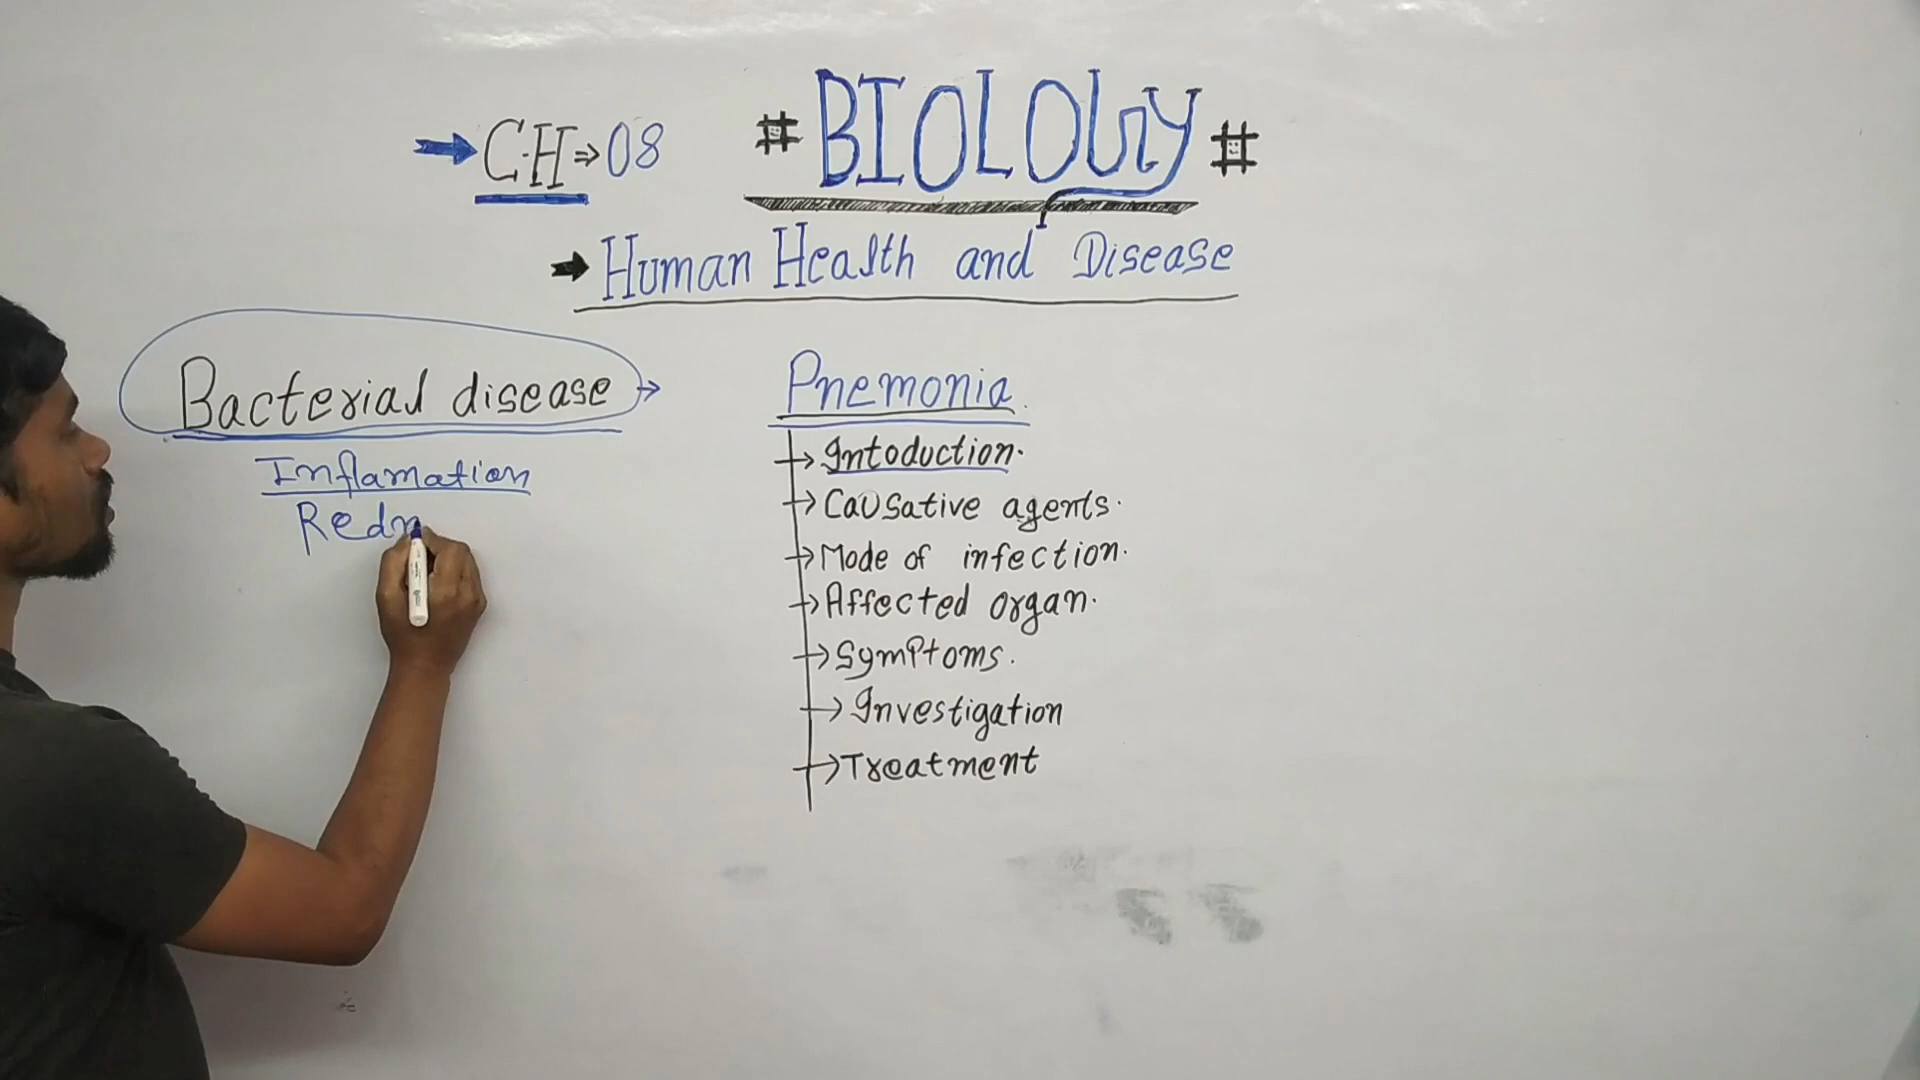 CH⇒08
# BIOLOGY #
→Human Health and Disease
Bacterial disease →
Inflamation
Redn
Pnemonia.
→Intoduction.
→Causative agents.
→Mode of infection.
→Affected organ.
→Symptoms.
→Investigation
→Treatment